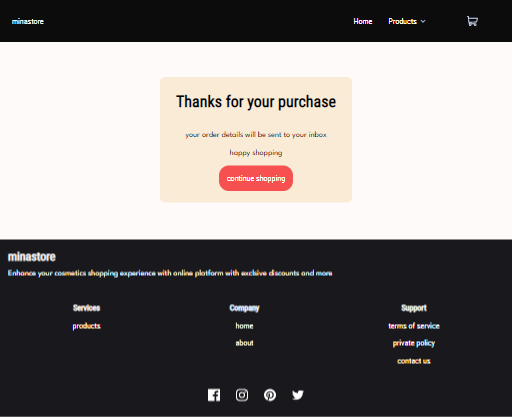 minastore
Home Products
Thanks for your purchase
your order details will be sent to your inbox
happy shopping
continue shopping
minastore
Enhance your cosmetics shopping experience with online platform with exclsive discounts and more
Services Company Support
products home terms of service
about private policy
contact us